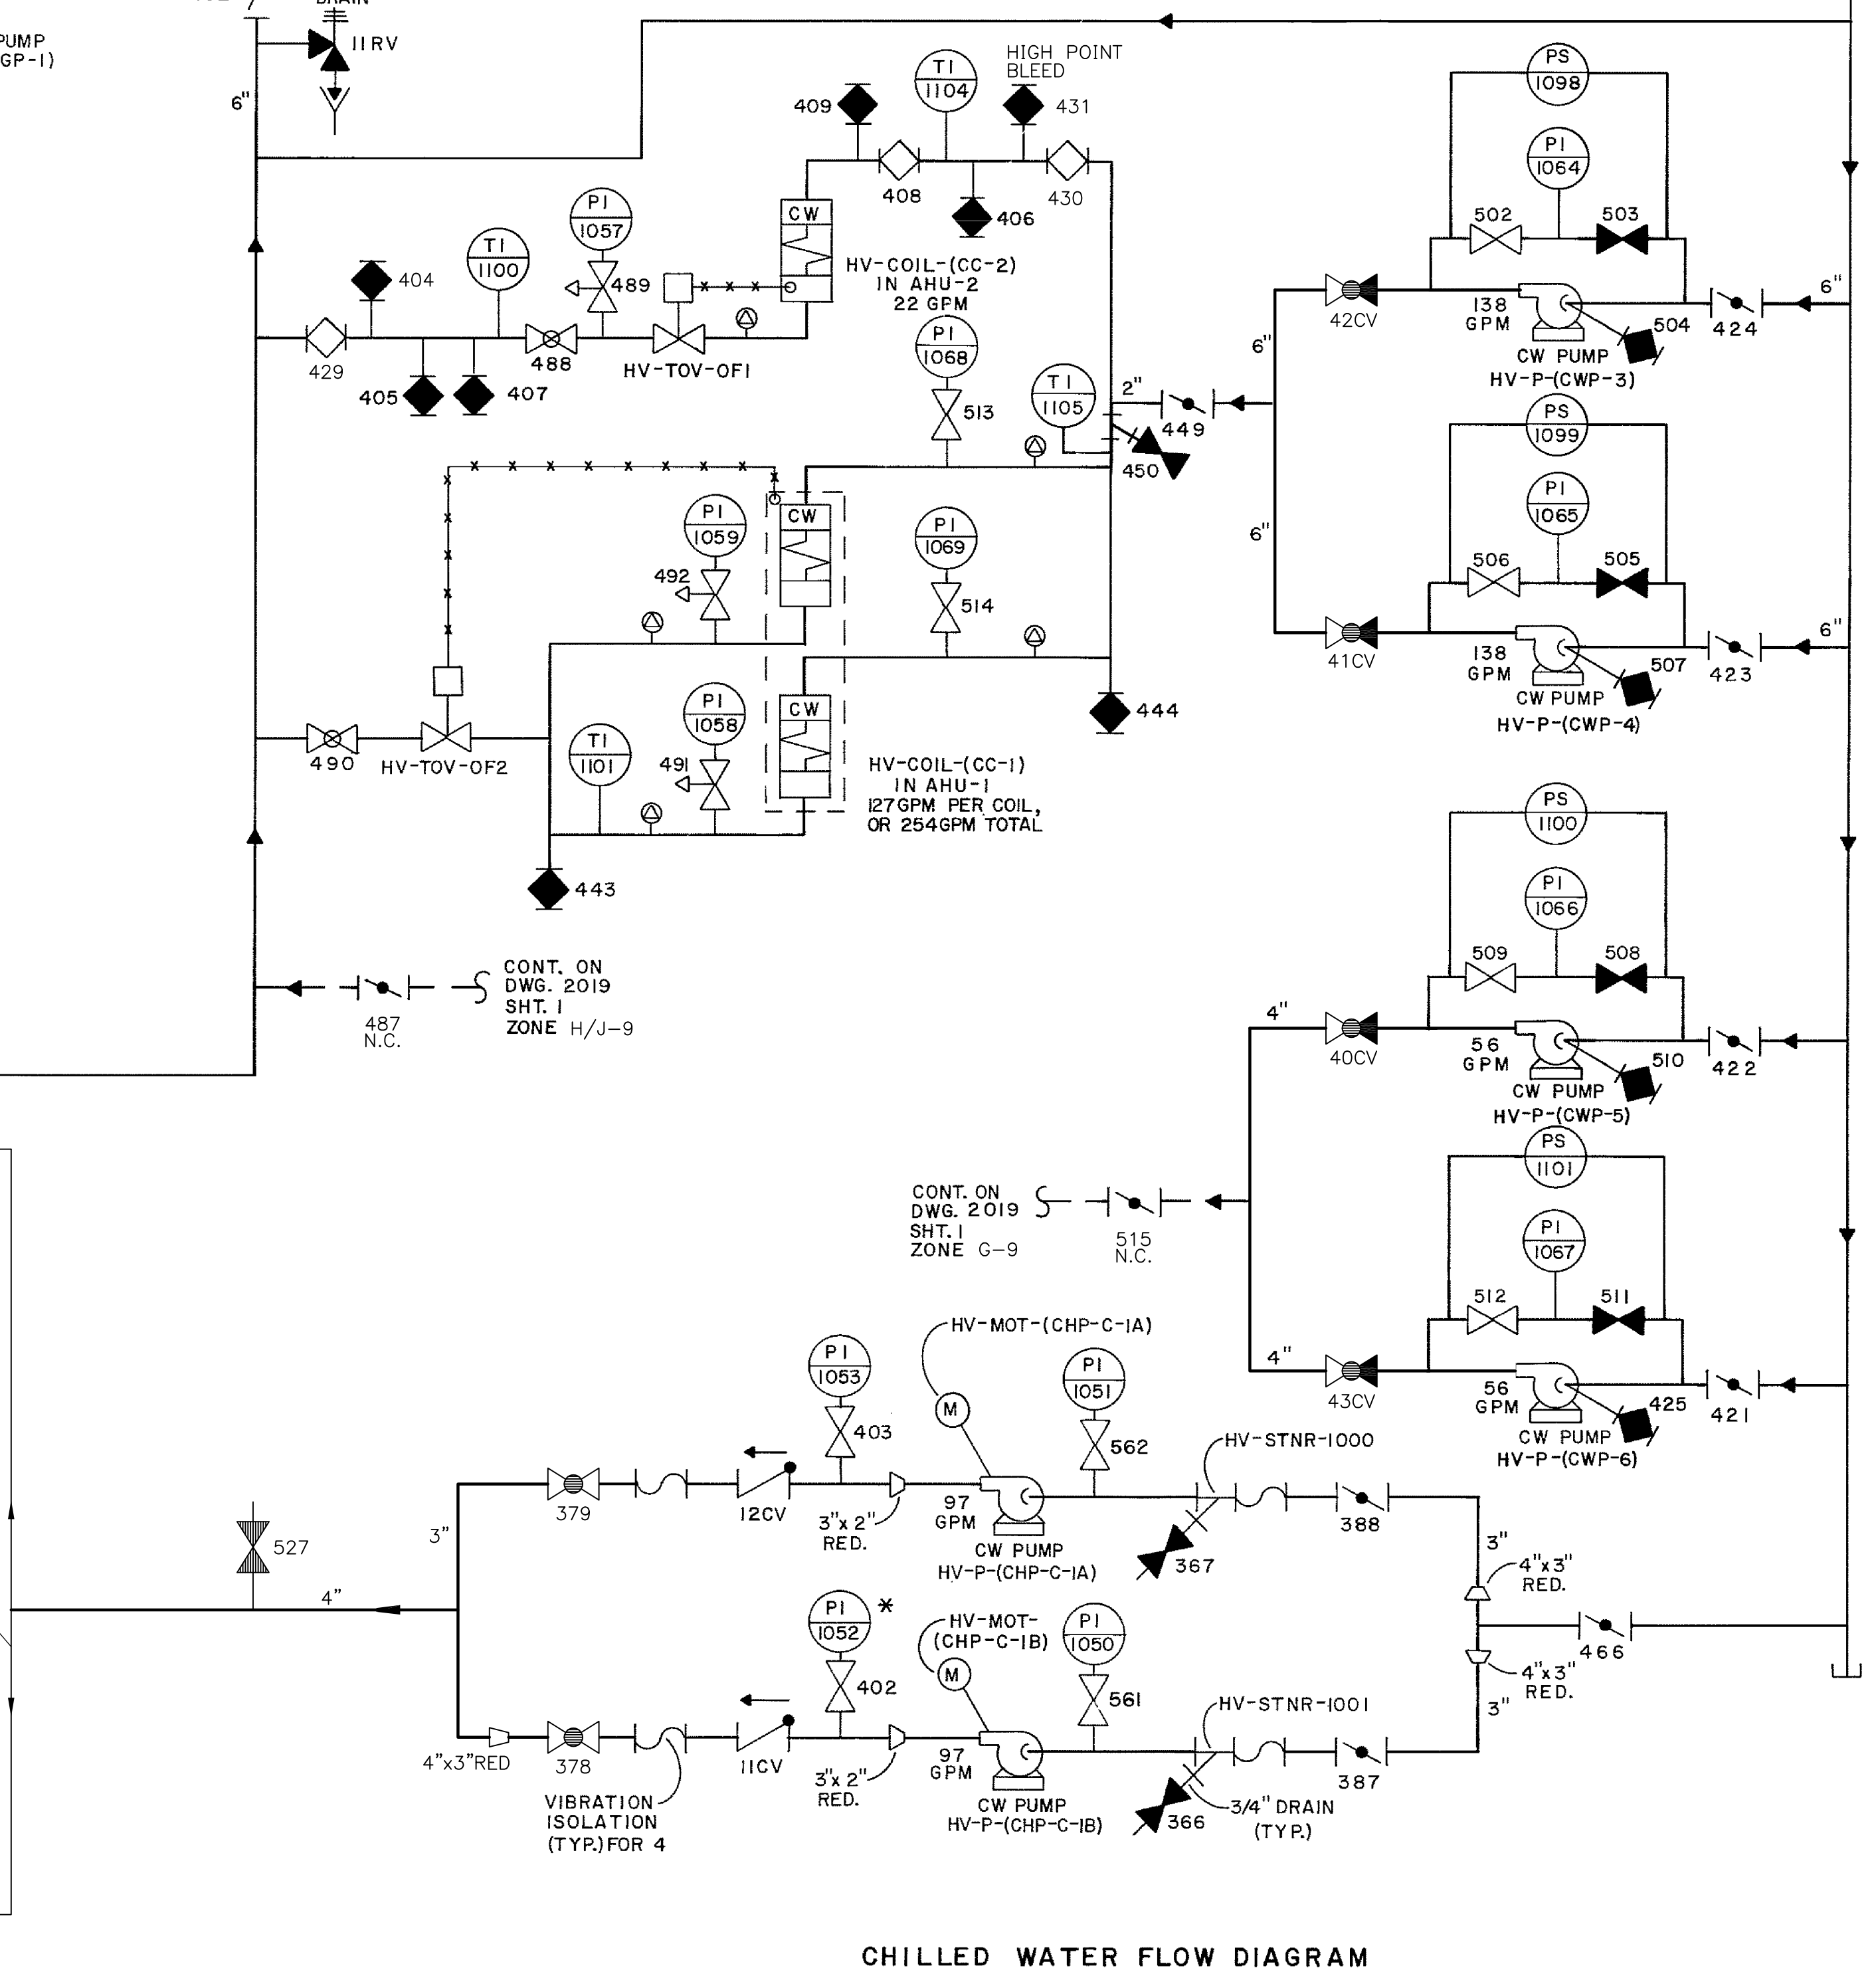 DRAIN
PUMP
GP-1)
11RV
6"
409
TI
1104
HIGH POINT
BLEED
431
408
406
430
CW
HV-COIL-(CC-2)
IN AHU-2
22 GPM
404
TI
1100
PI
1057
489
429
405
407
488
HV-TOV-OF1
PI
1068
513
TI
1105
2"
449
450
PI
1059
492
CW
PI
1069
514
444
490
HV-TOV-OF2
TI
1101
PI
1058
491
CW
HV-COIL-(CC-1)
IN AHU-1
127GPM PER COIL,
OR 254GPM TOTAL
443
487
N.C.
CONT. ON
DWG. 2019
SHT. 1
ZONE H/J-9
PS
1098
PI
1064
502
503
42CV
138
GPM
504
424
6"
CW PUMP
HV-P-(CWP-3)
6"
6"
PS
1099
PI
1065
506
505
41CV
138
GPM
507
423
6"
CW PUMP
HV-P-(CWP-4)
PS
1100
PI
1066
509
508
4"
40CV
56
GPM
510
422
CW PUMP
HV-P-(CWP-5)
PS
1101
PI
1067
512
511
4"
43CV
56
GPM
425
421
CW PUMP
HV-P-(CWP-6)
CONT. ON
DWG. 2019
SHT. 1
ZONE G-9
515
N.C.
HV-MOT-(CHP-C-1A)
PI
1053
403
M
PI
1051
562
HV-STNR-1000
379
12CV
3"x 2"
RED.
97
GPM
CW PUMP
HV-P-(CHP-C-1A)
367
388
3"
3"
4"x3"
RED.
527
4"
PI
1052
*
402
HV-MOT-
(CHP-C-1B)
M
PI
1050
561
HV-STNR-1001
466
4"x3"
RED.
3"
4"x3"RED
378
11CV
3"x 2"
RED.
97
GPM
CW PUMP
HV-P-(CHP-C-1B)
366
3/4" DRAIN
(TYP.)
387
VIBRATION
ISOLATION
(TYP.) FOR 4
CHILLED WATER FLOW DIAGRAM